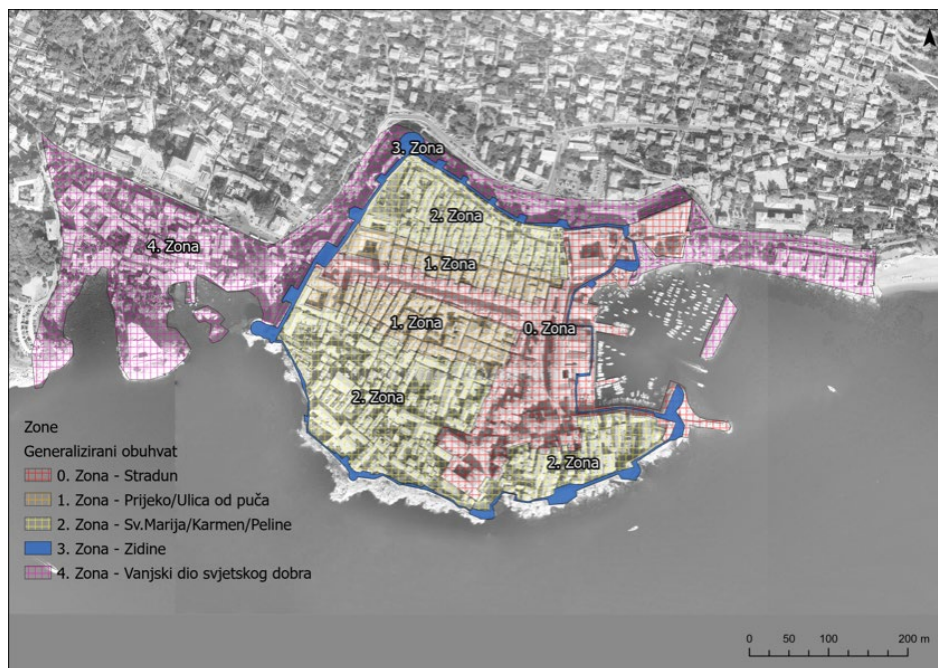 3. Zona
2. Zona
4. Zona
1. Zona
0. Zona
1. Zona
2. Zona
2. Zona
Zone
Generalizirani obuhvat
0. Zona - Stradun
1. Zona - Prijeko/Ulica od puča
2. Zona - Sv.Marija/Karmen/Peline
3. Zona - Zidine
4. Zona - Vanjski dio svjetskog dobra
0 50 100 200 m